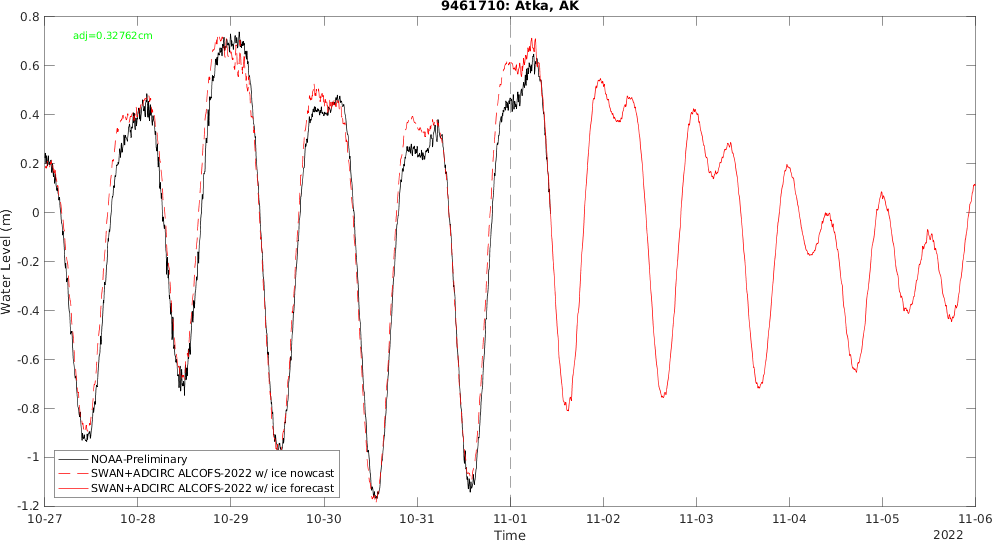 9461710: Atka, AK
adj=0.32762cm
Water Level (m)
0.8
0.6
0.4
0.2
0
-0.2
-0.4
-0.6
-0.8
-1
-1.2
NOAA-Preliminary
SWAN+ADCIRC ALCOFS-2022 w/ ice nowcast
SWAN+ADCIRC ALCOFS-2022 w/ ice forecast
10-27 10-28 10-29 10-30 10-31 11-01 11-02 11-03 11-04 11-05 11-06
Time
2022